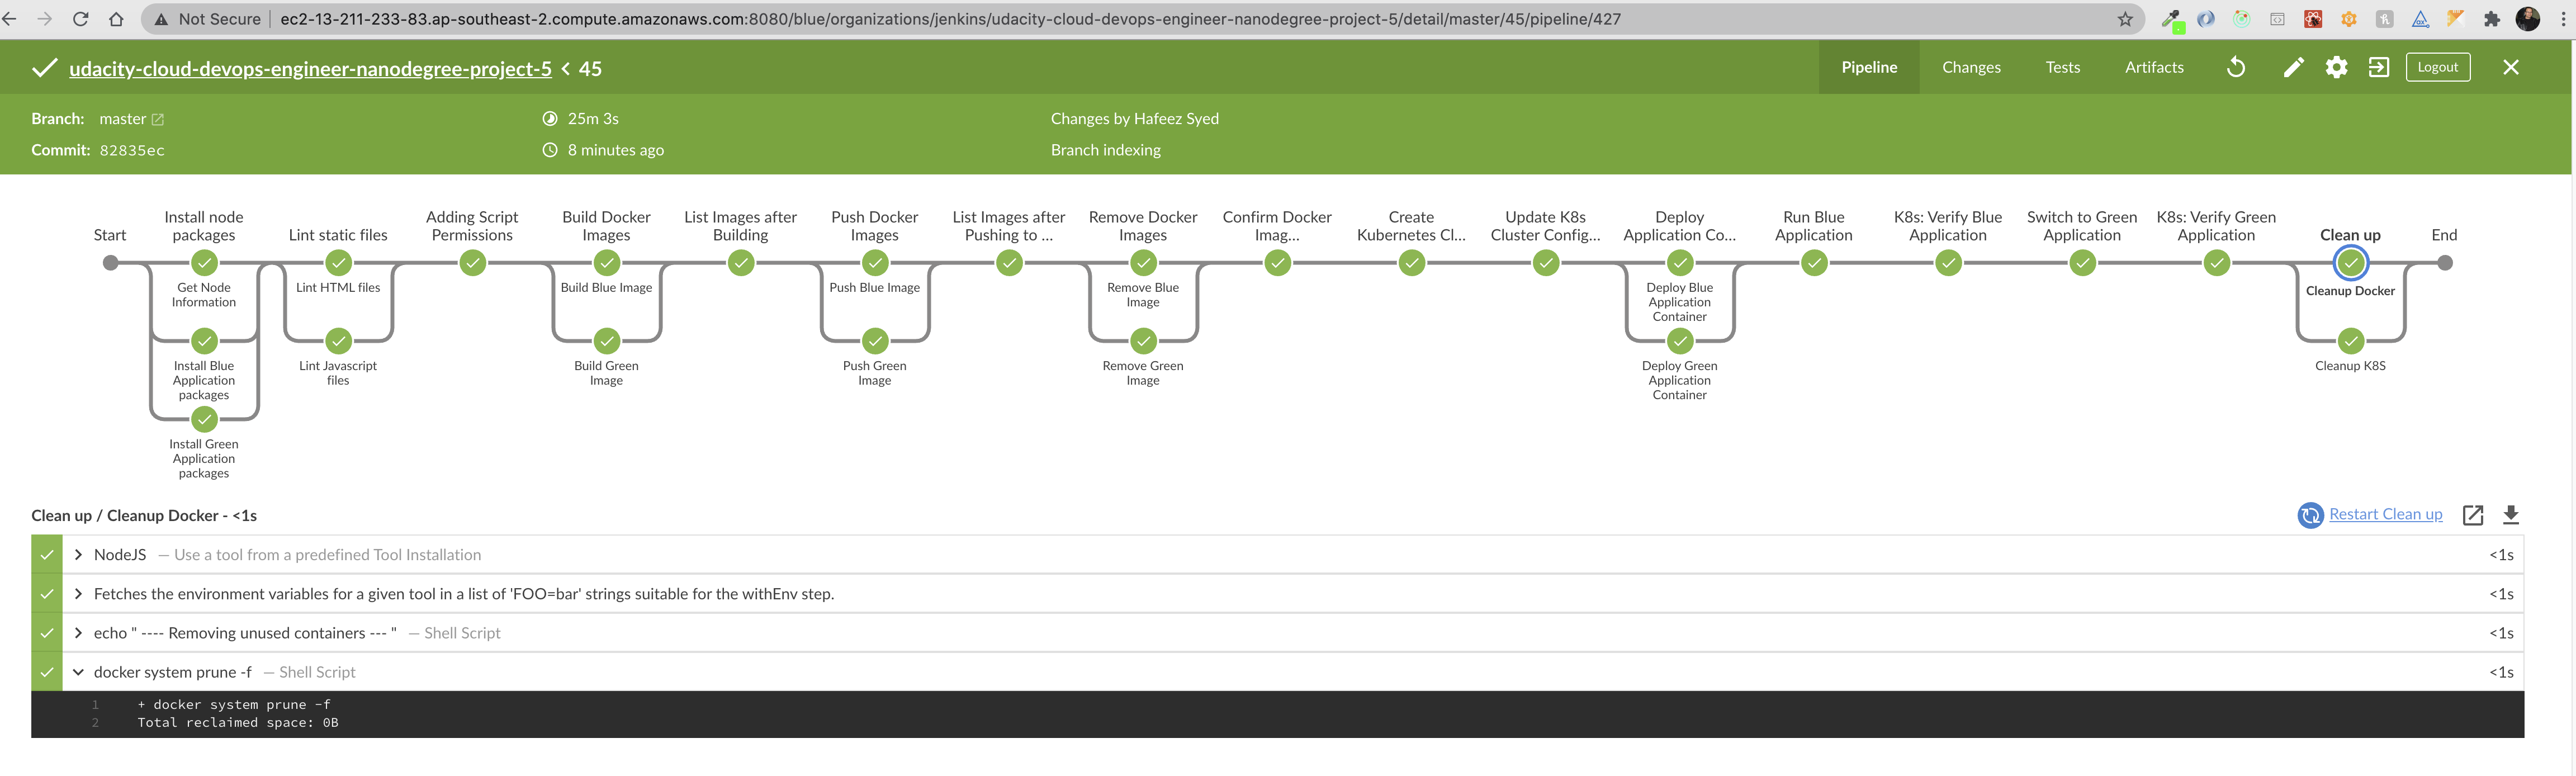 Not Secure
ec2-13-211-233-83.ap-southeast-2.compute.amazonaws.com:8080/blue/organizations/jenkins/udacity-cloud-devops-engineer-nanodegree-project-5/detail/master/45/pipeline/427
udacity-cloud-devops-engineer-nanodegree-project-5 < 45
Pipeline
Changes
Tests
Artifacts
Logout
Branch: master
25m 3s
Changes by Hafeez Syed
Commit: 82835ec
8 minutes ago
Branch indexing
Start
Install node
packages
Lint static files
Adding Script
Permissions
Build Docker
Images
List Images after
Building
Push Docker
Images
List Images after
Pushing to ...
Remove Docker
Images
Confirm Docker
Imag...
Create
Kubernetes Cl...
Update K8s
Cluster Config...
Deploy
Application Co...
Run Blue
Application
K8s: Verify Blue
Application
Switch to Green
Application
K8s: Verify Green
Application
Clean up
End
Get Node
Information
Lint HTML files
Build Blue Image
Push Blue Image
Remove Blue
Image
Deploy Blue
Application
Container
Cleanup Docker
Install Blue
Application
packages
Lint Javascript
files
Build Green
Image
Push Green
Image
Remove Green
Image
Deploy Green
Application
Container
Cleanup K8S
Install Green
Application
packages
Clean up / Cleanup Docker - <1s
Restart Clean up
NodeJS — Use a tool from a predefined Tool Installation <1s
Fetches the environment variables for a given tool in a list of 'FOO=bar' strings suitable for the withEnv step. <1s
echo " ---- Removing unused containers --- " — Shell Script <1s
docker system prune -f — Shell Script <1s
1 + docker system prune -f
2 Total reclaimed space: 0B